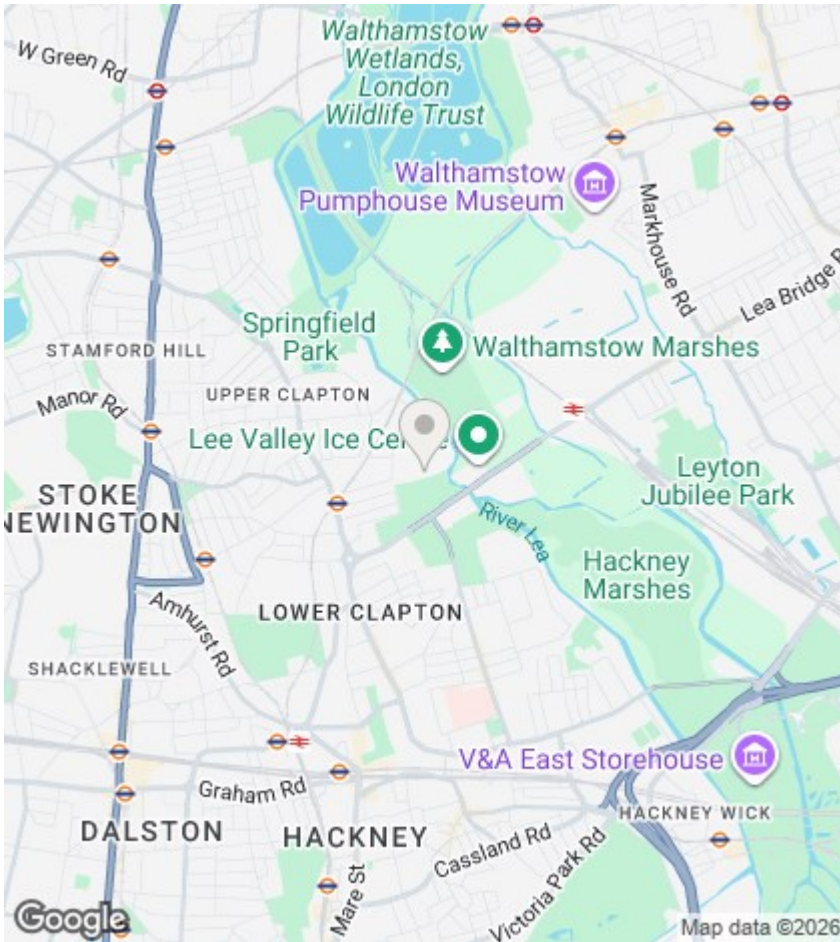 W Green Rd
Walthamstow
Wetlands,
London
Wildlife Trust
Walthamstow
Pumphouse Museum
Markhouse Rd
Lea Bridge
Springfield
Park
STAMFORD HILL
Walthamstow Marshes
Manor Rd
UPPER CLAPTON
Lee Valley Ice
STOKE
NEWINGTON
Leyton
Jubilee Park
River Lea
Hackney
Marshes
LOWER CLAPTON
Amhurst Rd
SHACKLEWELL
V&A East Storehouse
Graham Rd
HACKNEY WICK
DALSTON
HACKNEY
Cassland Rd
Victoria Park Rd
Mare St
Google
Map data ©2026